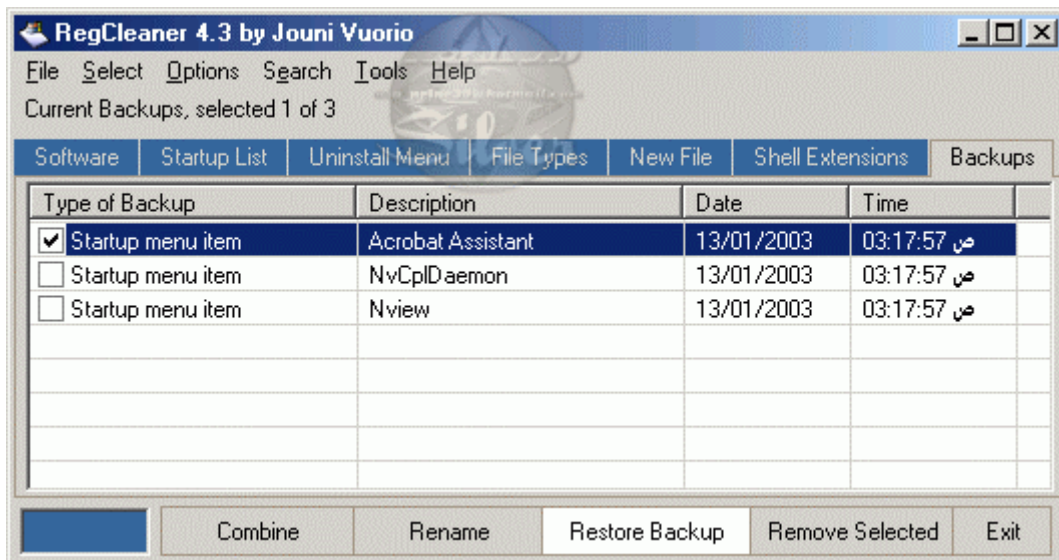 RegCleaner 4.3 by Jouni Vuorio
File Select Options Search Tools Help
Current Backups, selected 1 of 3
Software Startup List Uninstall Menu File Types New File Shell Extensions Backups
Type of Backup Description Date Time
Startup menu item Acrobat Assistant 13/01/2003 03:17:57 ص
Startup menu item NvCplDaemon 13/01/2003 03:17:57 ص
Startup menu item Nview 13/01/2003 03:17:57 ص
Combine Rename Restore Backup Remove Selected Exit